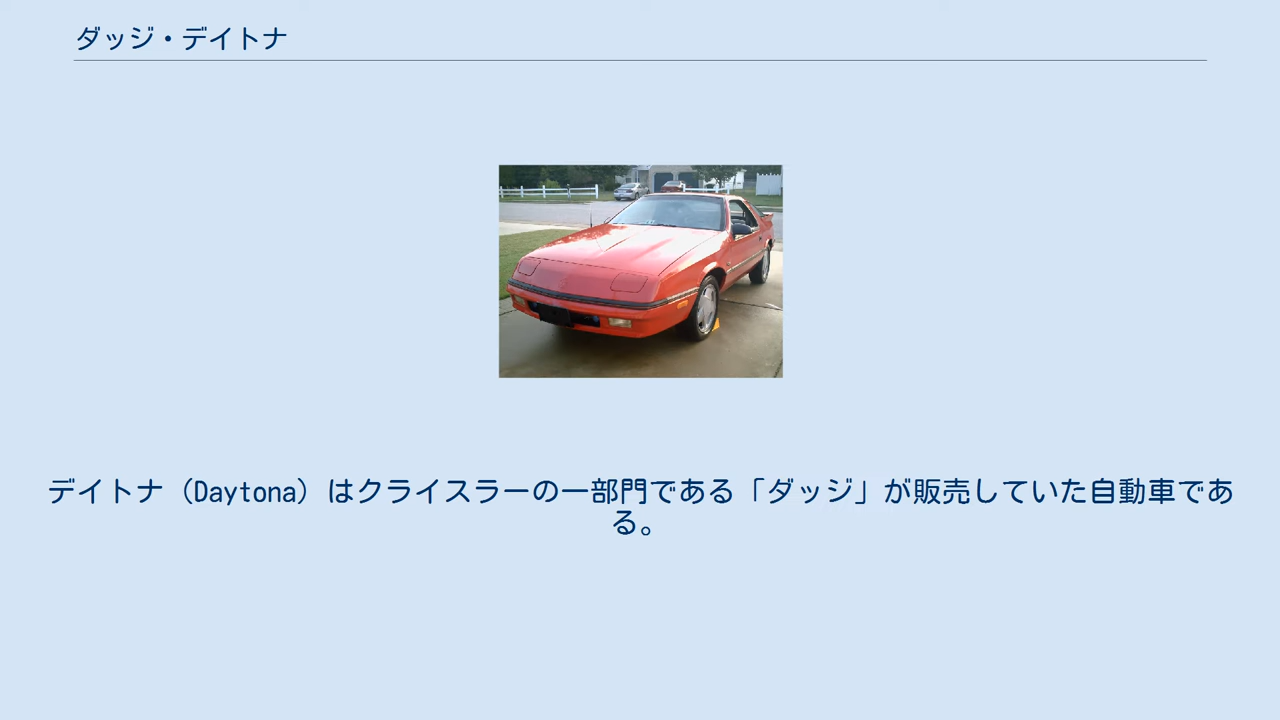 ダッジ・デイトナ
デイトナ（Daytona）はクライスラーの一部門である「ダッジ」が販売していた自動車であ
る。